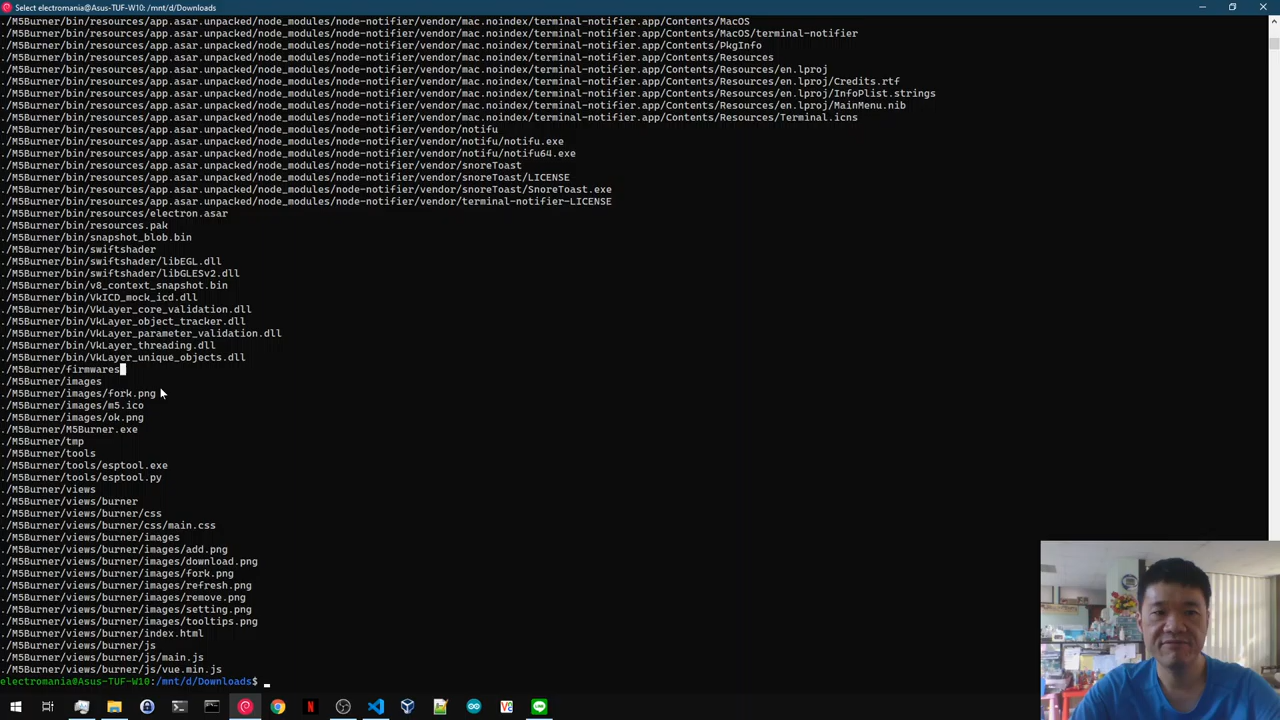 Select electromania@Asus-TUF-W10: /mnt/d/Downloads
./M5Burner/bin/resources/app.asar.unpacked/node_modules/node-notifier/vendor/mac.noindex/terminal-notifier.app/Contents/MacOS
./M5Burner/bin/resources/app.asar.unpacked/node_modules/node-notifier/vendor/mac.noindex/terminal-notifier.app/Contents/MacOS/terminal-notifier
./M5Burner/bin/resources/app.asar.unpacked/node_modules/node-notifier/vendor/mac.noindex/terminal-notifier.app/Contents/PkgInfo
./M5Burner/bin/resources/app.asar.unpacked/node_modules/node-notifier/vendor/mac.noindex/terminal-notifier.app/Contents/Resources
./M5Burner/bin/resources/app.asar.unpacked/node_modules/node-notifier/vendor/mac.noindex/terminal-notifier.app/Contents/Resources/en.lproj
./M5Burner/bin/resources/app.asar.unpacked/node_modules/node-notifier/vendor/mac.noindex/terminal-notifier.app/Contents/Resources/en.lproj/Credits.rtf
./M5Burner/bin/resources/app.asar.unpacked/node_modules/node-notifier/vendor/mac.noindex/terminal-notifier.app/Contents/Resources/en.lproj/InfoPlist.strings
./M5Burner/bin/resources/app.asar.unpacked/node_modules/node-notifier/vendor/mac.noindex/terminal-notifier.app/Contents/Resources/en.lproj/MainMenu.nib
./M5Burner/bin/resources/app.asar.unpacked/node_modules/node-notifier/vendor/mac.noindex/terminal-notifier.app/Contents/Resources/Terminal.icns
./M5Burner/bin/resources/app.asar.unpacked/node_modules/node-notifier/vendor/notifu
./M5Burner/bin/resources/app.asar.unpacked/node_modules/node-notifier/vendor/notifu/notifu.exe
./M5Burner/bin/resources/app.asar.unpacked/node_modules/node-notifier/vendor/notifu/notifu64.exe
./M5Burner/bin/resources/app.asar.unpacked/node_modules/node-notifier/vendor/snoreToast
./M5Burner/bin/resources/app.asar.unpacked/node_modules/node-notifier/vendor/snoreToast/LICENSE
./M5Burner/bin/resources/app.asar.unpacked/node_modules/node-notifier/vendor/snoreToast/SnoreToast.exe
./M5Burner/bin/resources/app.asar.unpacked/node_modules/node-notifier/vendor/terminal-notifier-LICENSE
./M5Burner/bin/resources/electron.asar
./M5Burner/bin/resources.pak
./M5Burner/bin/snapshot_blob.bin
./M5Burner/bin/swiftshader
./M5Burner/bin/swiftshader/libEGL.dll
./M5Burner/bin/swiftshader/libGLESv2.dll
./M5Burner/bin/v8_context_snapshot.bin
./M5Burner/bin/VkICD_mock_icd.dll
./M5Burner/bin/VkLayer_core_validation.dll
./M5Burner/bin/VkLayer_object_tracker.dll
./M5Burner/bin/VkLayer_parameter_validation.dll
./M5Burner/bin/VkLayer_threading.dll
./M5Burner/bin/VkLayer_unique_objects.dll
./M5Burner/firmwares
./M5Burner/images
./M5Burner/images/fork.png
./M5Burner/images/m5.ico
./M5Burner/images/ok.png
./M5Burner/M5Burner.exe
./M5Burner/tmp
./M5Burner/tools
./M5Burner/tools/esptool.exe
./M5Burner/tools/esptool.py
./M5Burner/views
./M5Burner/views/burner
./M5Burner/views/burner/css
./M5Burner/views/burner/css/main.css
./M5Burner/views/burner/images
./M5Burner/views/burner/images/add.png
./M5Burner/views/burner/images/download.png
./M5Burner/views/burner/images/fork.png
./M5Burner/views/burner/images/refresh.png
./M5Burner/views/burner/images/remove.png
./M5Burner/views/burner/images/setting.png
./M5Burner/views/burner/images/tooltips.png
./M5Burner/views/burner/index.html
./M5Burner/views/burner/js
./M5Burner/views/burner/js/main.js
./M5Burner/views/burner/js/vue.min.js
electromania@Asus-TUF-W10:/mnt/d/Downloads$